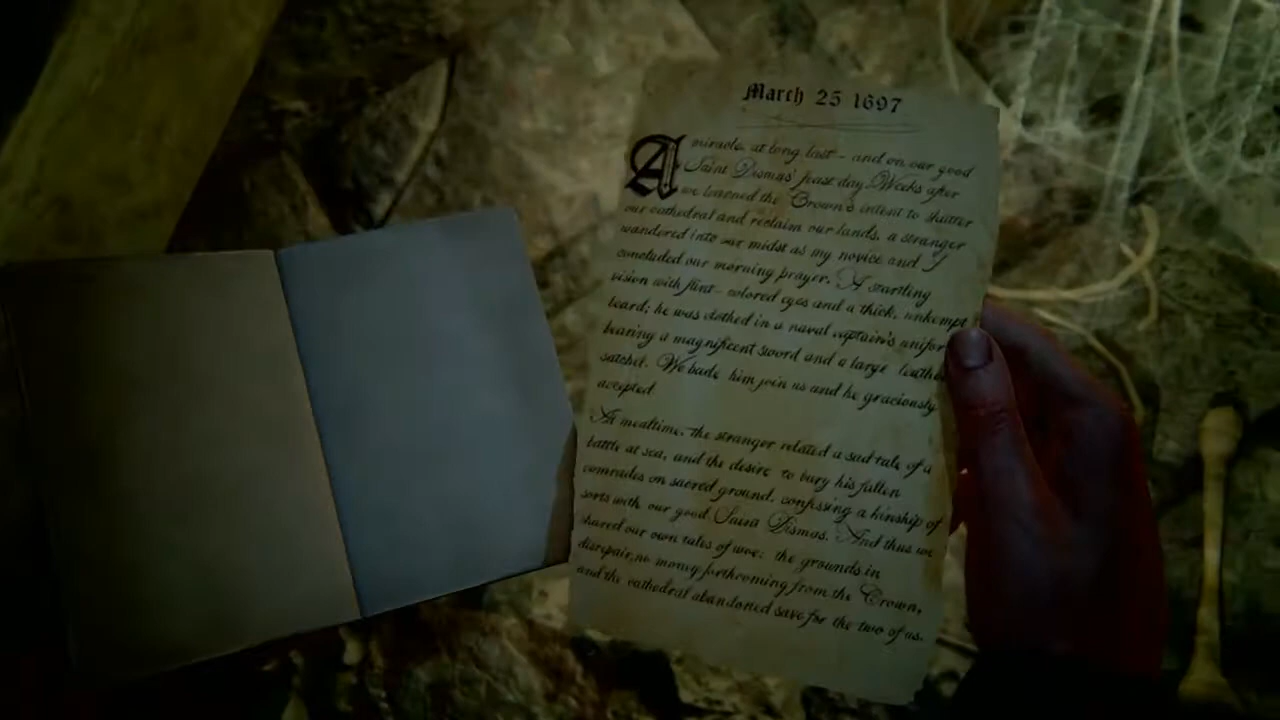 March 25 1697
A miracle, at long last - and on our good
Saint Dismas' feast day. Weeks after
we learned the Crown's intent to shutter
our cathedral and reclaim our lands, a stranger
wandered into our midst as my novice and I
concluded our morning prayer. A startling
vision with flint-colored eyes and a thick, unkempt
beard; he was clothed in a naval captain's unifor
bearing a magnificent sword and a large leathe
satchel. We bade him join us and he graciously
accepted.
At mealtime, the stranger related a sad tale of a
battle at sea, and the desire to bury his fallen
comrades on sacred ground, confessing a kinship of
sorts with our good Saint Dismas. And thus we
shared our own tales of woe: the grounds in
disrepair, no money forthcoming from the Crown,
and the cathedral abandoned save for the two of us.